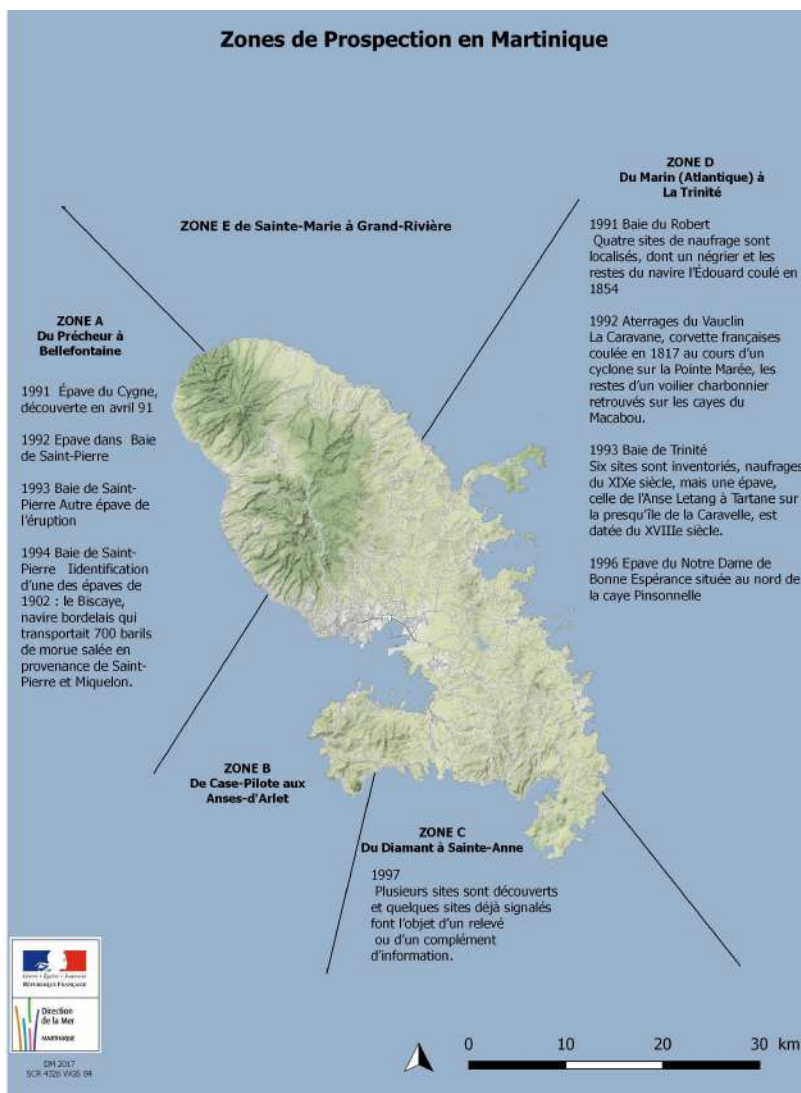 Zones de Prospection en Martinique
ZONE E de Sainte-Marie à Grand-Rivière
ZONE A
Du Précheur à
Bellefontaine
1991 Épave du Cygne,
découverte en avril 91
1992 Epave dans Baie
de Saint-Pierre
1993 Baie de Saint-
Pierre Autre épave de
l'éruption
1994 Baie de Saint-
Pierre Iidentification
d'une des épaves de
1902 : le Biscaye,
navire bordelais qui
transportait 700 barils
de morue salée en
provenance de Saint-
Pierre et Miquelon.
ZONE D
Du Marin (Atlantique) à
La Trinité
1991 Baie du Robert
Quatre sites de naufrage sont
localisés, dont un négrier et les
restes du navire l'Édouard coulé en
1854
1992 Aterrages du Vauclin
La Caravane, corvette françaises
coulée en 1817 au cours d'un
cyclone sur la Pointe Marée, les
restes d'un voilier charbonnier
retrouvés sur les cayes du
Macabou.
1993 Baie de Trinité
Six sites sont inventoriés, naufrages
du XIXe siècle, mais une épave,
celle de l'Anse Letang à Tartane sur
la presqu'île de la Caravelle, est
datée du XVIIIe siècle.
1996 Epave du Notre Dame de
Bonne Espérance située au nord de
la caye Pinsonnelle
ZONE B
De Case-Pilote aux
Anses-d'Arlet
ZONE C
Du Diamant à Sainte-Anne
1997
Plusieurs sites sont découverts
et quelques sites déjà signalés
font l'objet d'un relevé
ou d'un complément
d'information.
Liberté • Égalité • Fraternité
RÉPUBLIQUE FRANÇAISE
Direction
de la Mer
MARTINIQUE
DM 2017
SCR 4326 WGS 84
0 10 20 30 km